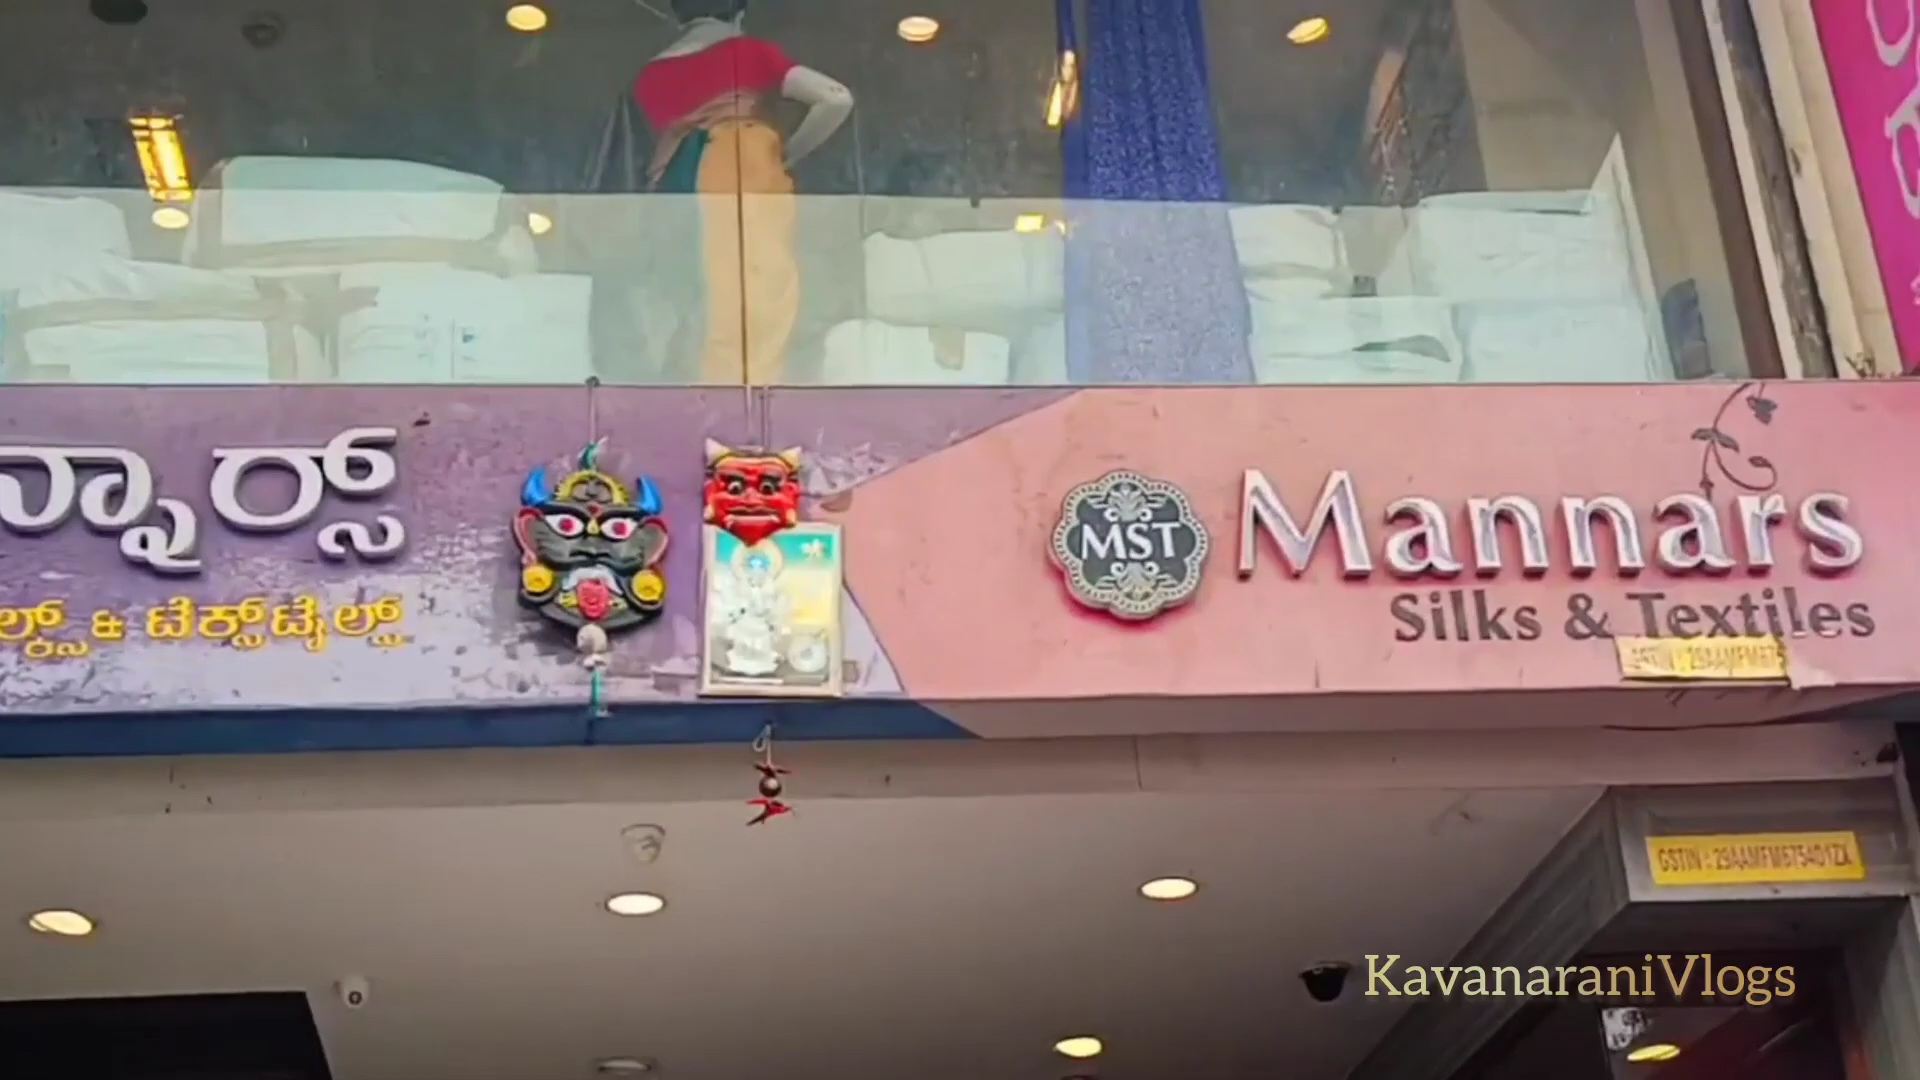 ನ್ನಾರ್ಸ್
& ಟೆಕ್ಸ್‌ಟೈಲ್ಸ್
MST
Mannars
Silks & Textiles
KavanaraniVlogs